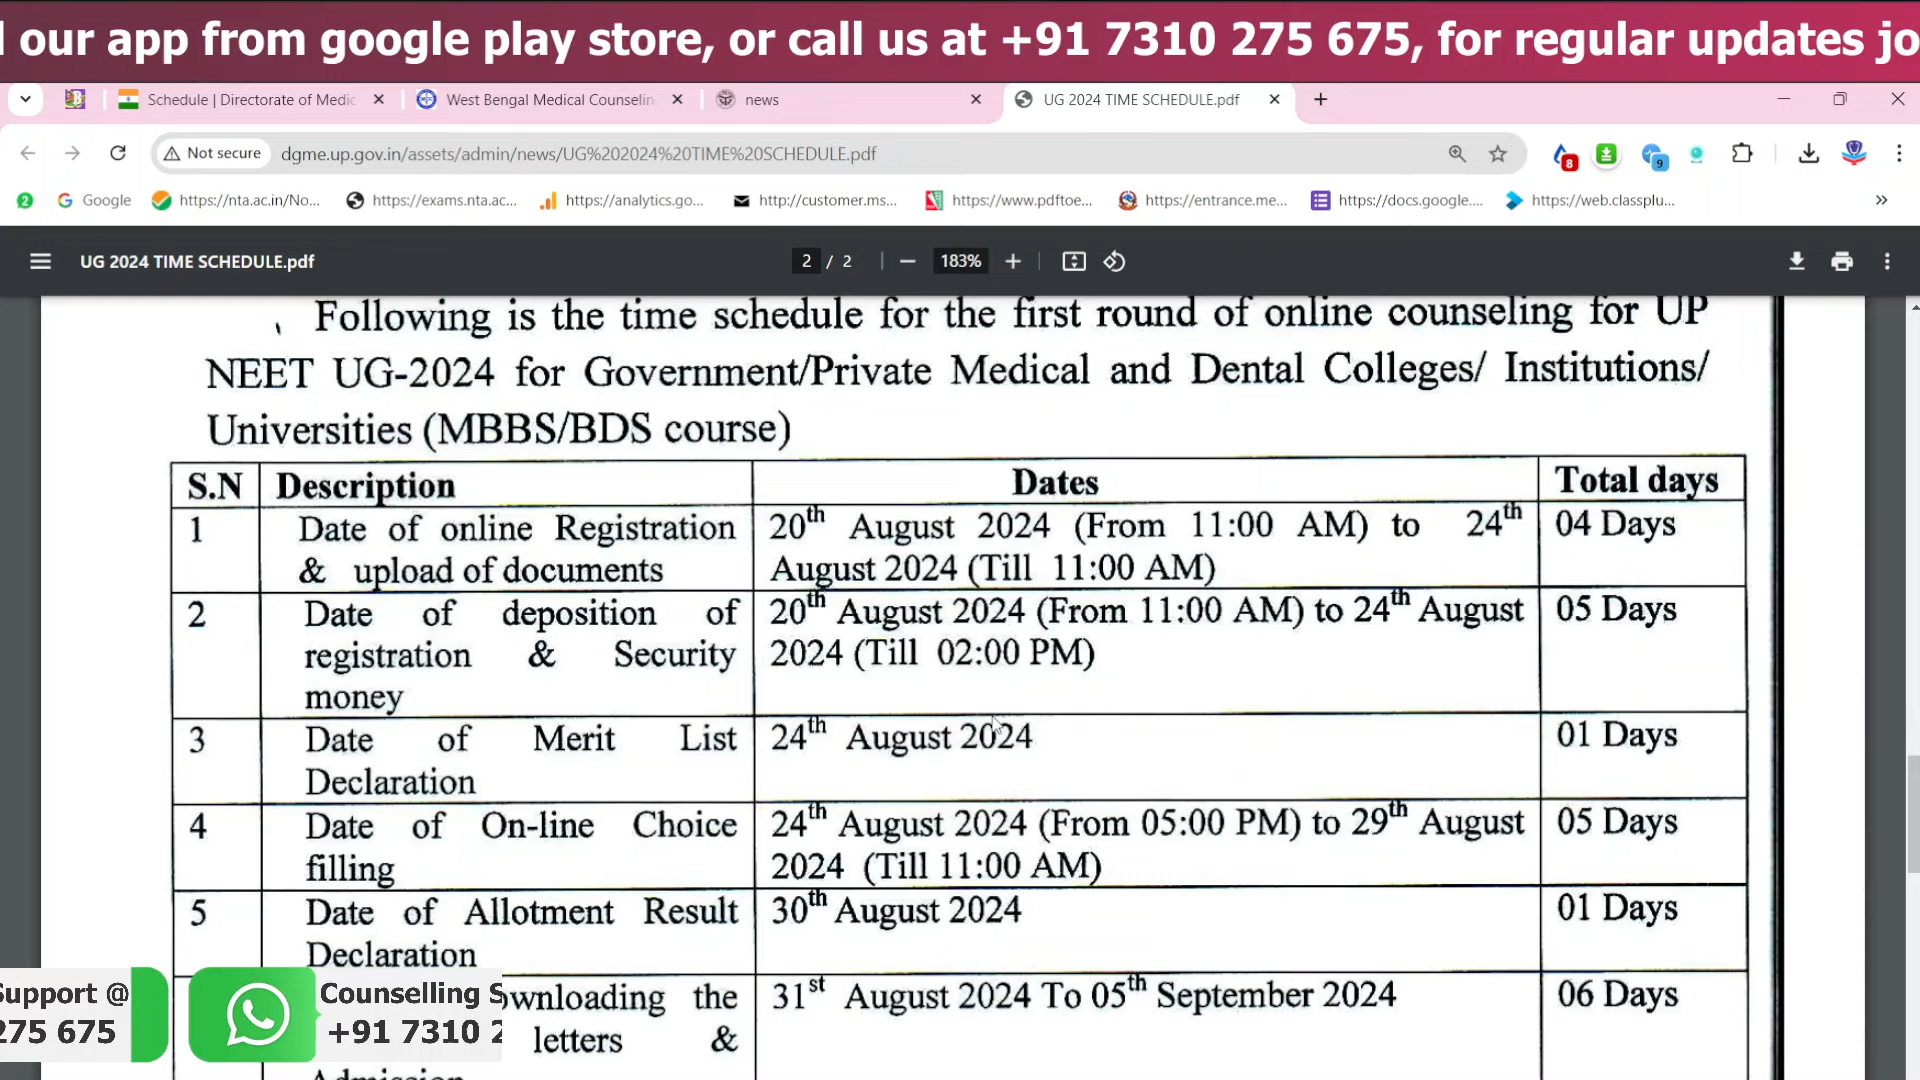 our app from google play store, or call us at +91 7310 275 675, for regular updates jo
Schedule | Directorate of Medic
West Bengal Medical Counselin
news
UG 2024 TIME SCHEDULE.pdf
Not secure
dgme.up.gov.in/assets/admin/news/UG%202024%20TIME%20SCHEDULE.pdf
8
9
2
Google
https://nta.ac.in/No...
https://exams.nta.ac...
https://analytics.go...
http://customer.ms...
https://www.pdftoe...
https://entrance.me...
https://docs.google....
https://web.classplu...
UG 2024 TIME SCHEDULE.pdf
2 / 2
183%
Following is the time schedule for the first round of online counseling for UP
NEET UG-2024 for Government/Private Medical and Dental Colleges/ Institutions/
Universities (MBBS/BDS course)
S.N Description Dates Total days
1 Date of online Registration 20th August 2024 (From 11:00 AM) to 24th 04 Days
& upload of documents August 2024 (Till 11:00 AM)
2 Date of deposition of 20th August 2024 (From 11:00 AM) to 24th August 05 Days
registration & Security 2024 (Till 02:00 PM)
money
3 Date of Merit List 24th August 2024 01 Days
Declaration
4 Date of On-line Choice 24th August 2024 (From 05:00 PM) to 29th August 05 Days
filling 2024 (Till 11:00 AM)
5 Date of Allotment Result 30th August 2024 01 Days
Declaration
ownloading the 31st August 2024 To 05th September 2024 06 Days
letters &
Support @
275 675
Counselling S
+91 7310 2